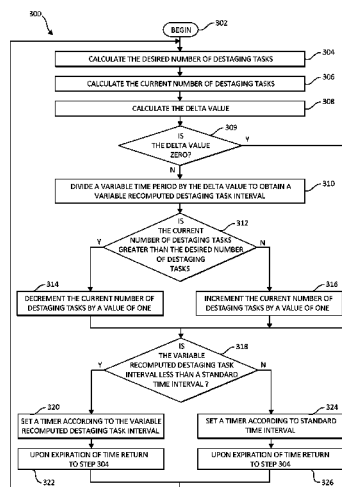 300
302
BEGIN
304
CALCULATE THE DESIRED NUMBER OF DESTAGING TASKS
306
CALCULATE THE CURRENT NUMBER OF DESTAGING TASKS
308
CALCULATE THE DELTA VALUE
309
IS
THE DELTA VALUE
ZERO?
Y
N
310
DIVIDE A VARIABLE TIME PERIOD BY THE DELTA VALUE TO OBTAIN A
VARIABLE RECOMPUTED DESTAGING TASK INTERVAL
312
IS
THE CURRENT
NUMBER OF DESTAGING TASKS
GREATER THAN THE DESIRED NUMBER
OF DESTAGING
TASKS
Y
N
314
DECREMENT THE CURRENT NUMBER OF
DESTAGING TASKS BY A VALUE OF ONE
316
INCREMENT THE CURRENT NUMBER OF
DESTAGING TASKS BY A VALUE OF ONE
318
IS
THE VARIABLE
RECOMPUTED DESTAGING TASK
INTERVAL LESS THAN A STANDARD
TIME INTERVAL ?
Y
N
320
SET A TIMER ACCORDING TO THE VARIABLE
RECOMPUTED DESTAGING TASK INTERVAL
324
SET A TIMER ACCORDING TO STANDARD
TIME INTERVAL
UPON EXPIRATION OF TIME RETURN
TO STEP 304
322
UPON EXPIRATION OF TIME RETURN
TO STEP 304
326